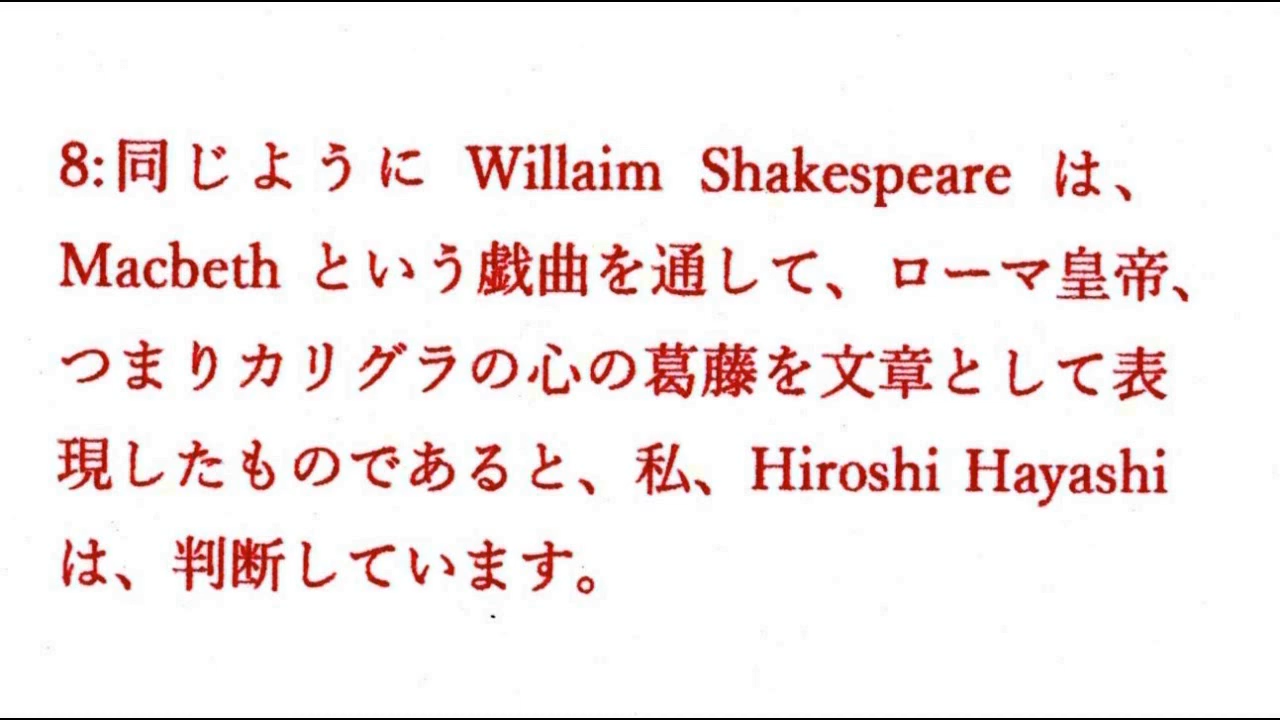 8:同じように Willaim Shakespeare は、
Macbeth という戯曲を通して、ローマ皇帝、
つまりカリグラの心の葛藤を文章として表
現したものであると、私、Hiroshi Hayashi
は、判断しています。